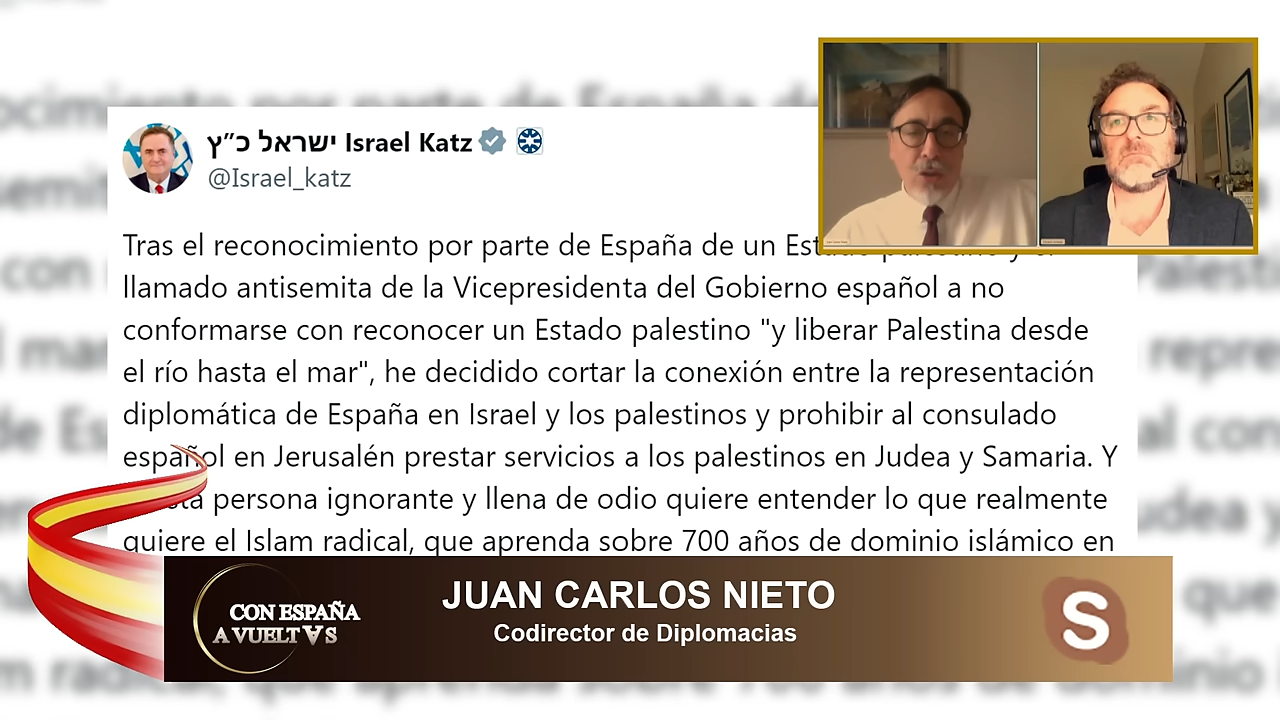 ישראל כ”ץ Israel Katz
@Israel_katz
Tras el reconocimiento por parte de España de un Estado palestino y el
llamado antisemita de la Vicepresidenta del Gobierno español a no
conformarse con reconocer un Estado palestino "y liberar Palestina desde
el río hasta el mar", he decidido cortar la conexión entre la representación
diplomática de España en Israel y los palestinos y prohibir al consulado
español en Jerusalén prestar servicios a los palestinos en Judea y Samaria. Y
persona ignorante y llena de odio quiere entender lo que realmente
quiere el Islam radical, que aprenda sobre 700 años de dominio islámico en
JUAN CARLOS NIETO
Codirector de Diplomacias
CON ESPAÑA
A VUELTAS
S